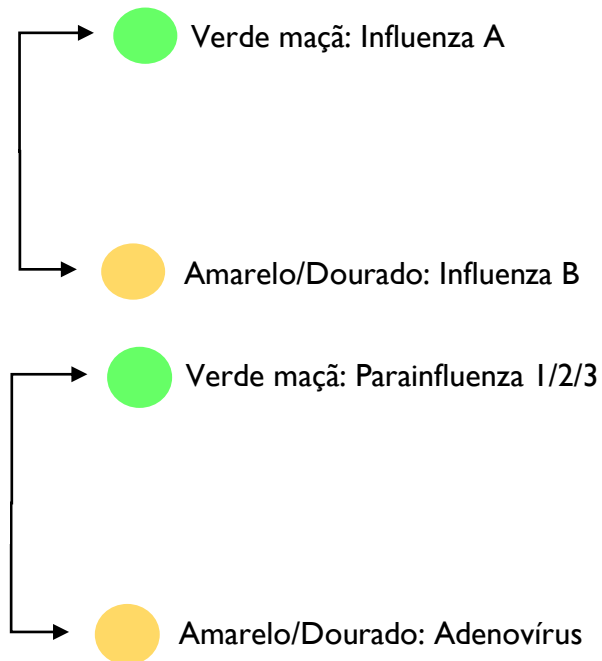 Verde maçã: Influenza A
Amarelo/Dourado: Influenza B
Verde maçã: Parainfluenza 1/2/3
Amarelo/Dourado: Adenovírus